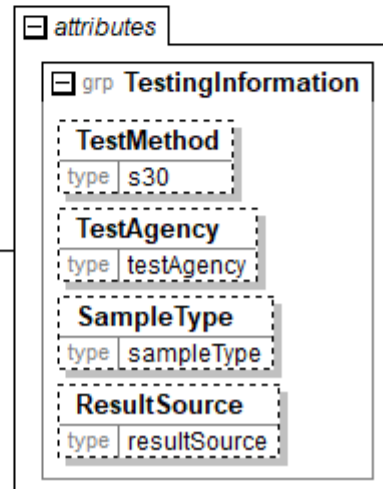 attributes
grp TestingInformation
TestMethod
type s30
TestAgency
type testAgency
SampleType
type sampleType
ResultSource
type resultSource